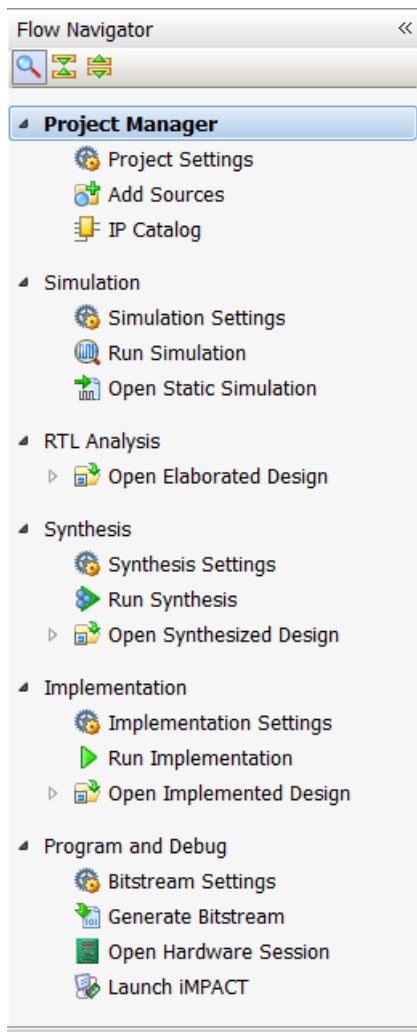 Flow Navigator
Project Manager
Project Settings
Add Sources
IP Catalog
Simulation
Simulation Settings
Run Simulation
Open Static Simulation
RTL Analysis
Open Elaborated Design
Synthesis
Synthesis Settings
Run Synthesis
Open Synthesized Design
Implementation
Implementation Settings
Run Implementation
Open Implemented Design
Program and Debug
Bitstream Settings
Generate Bitstream
Open Hardware Session
Launch iMPACT